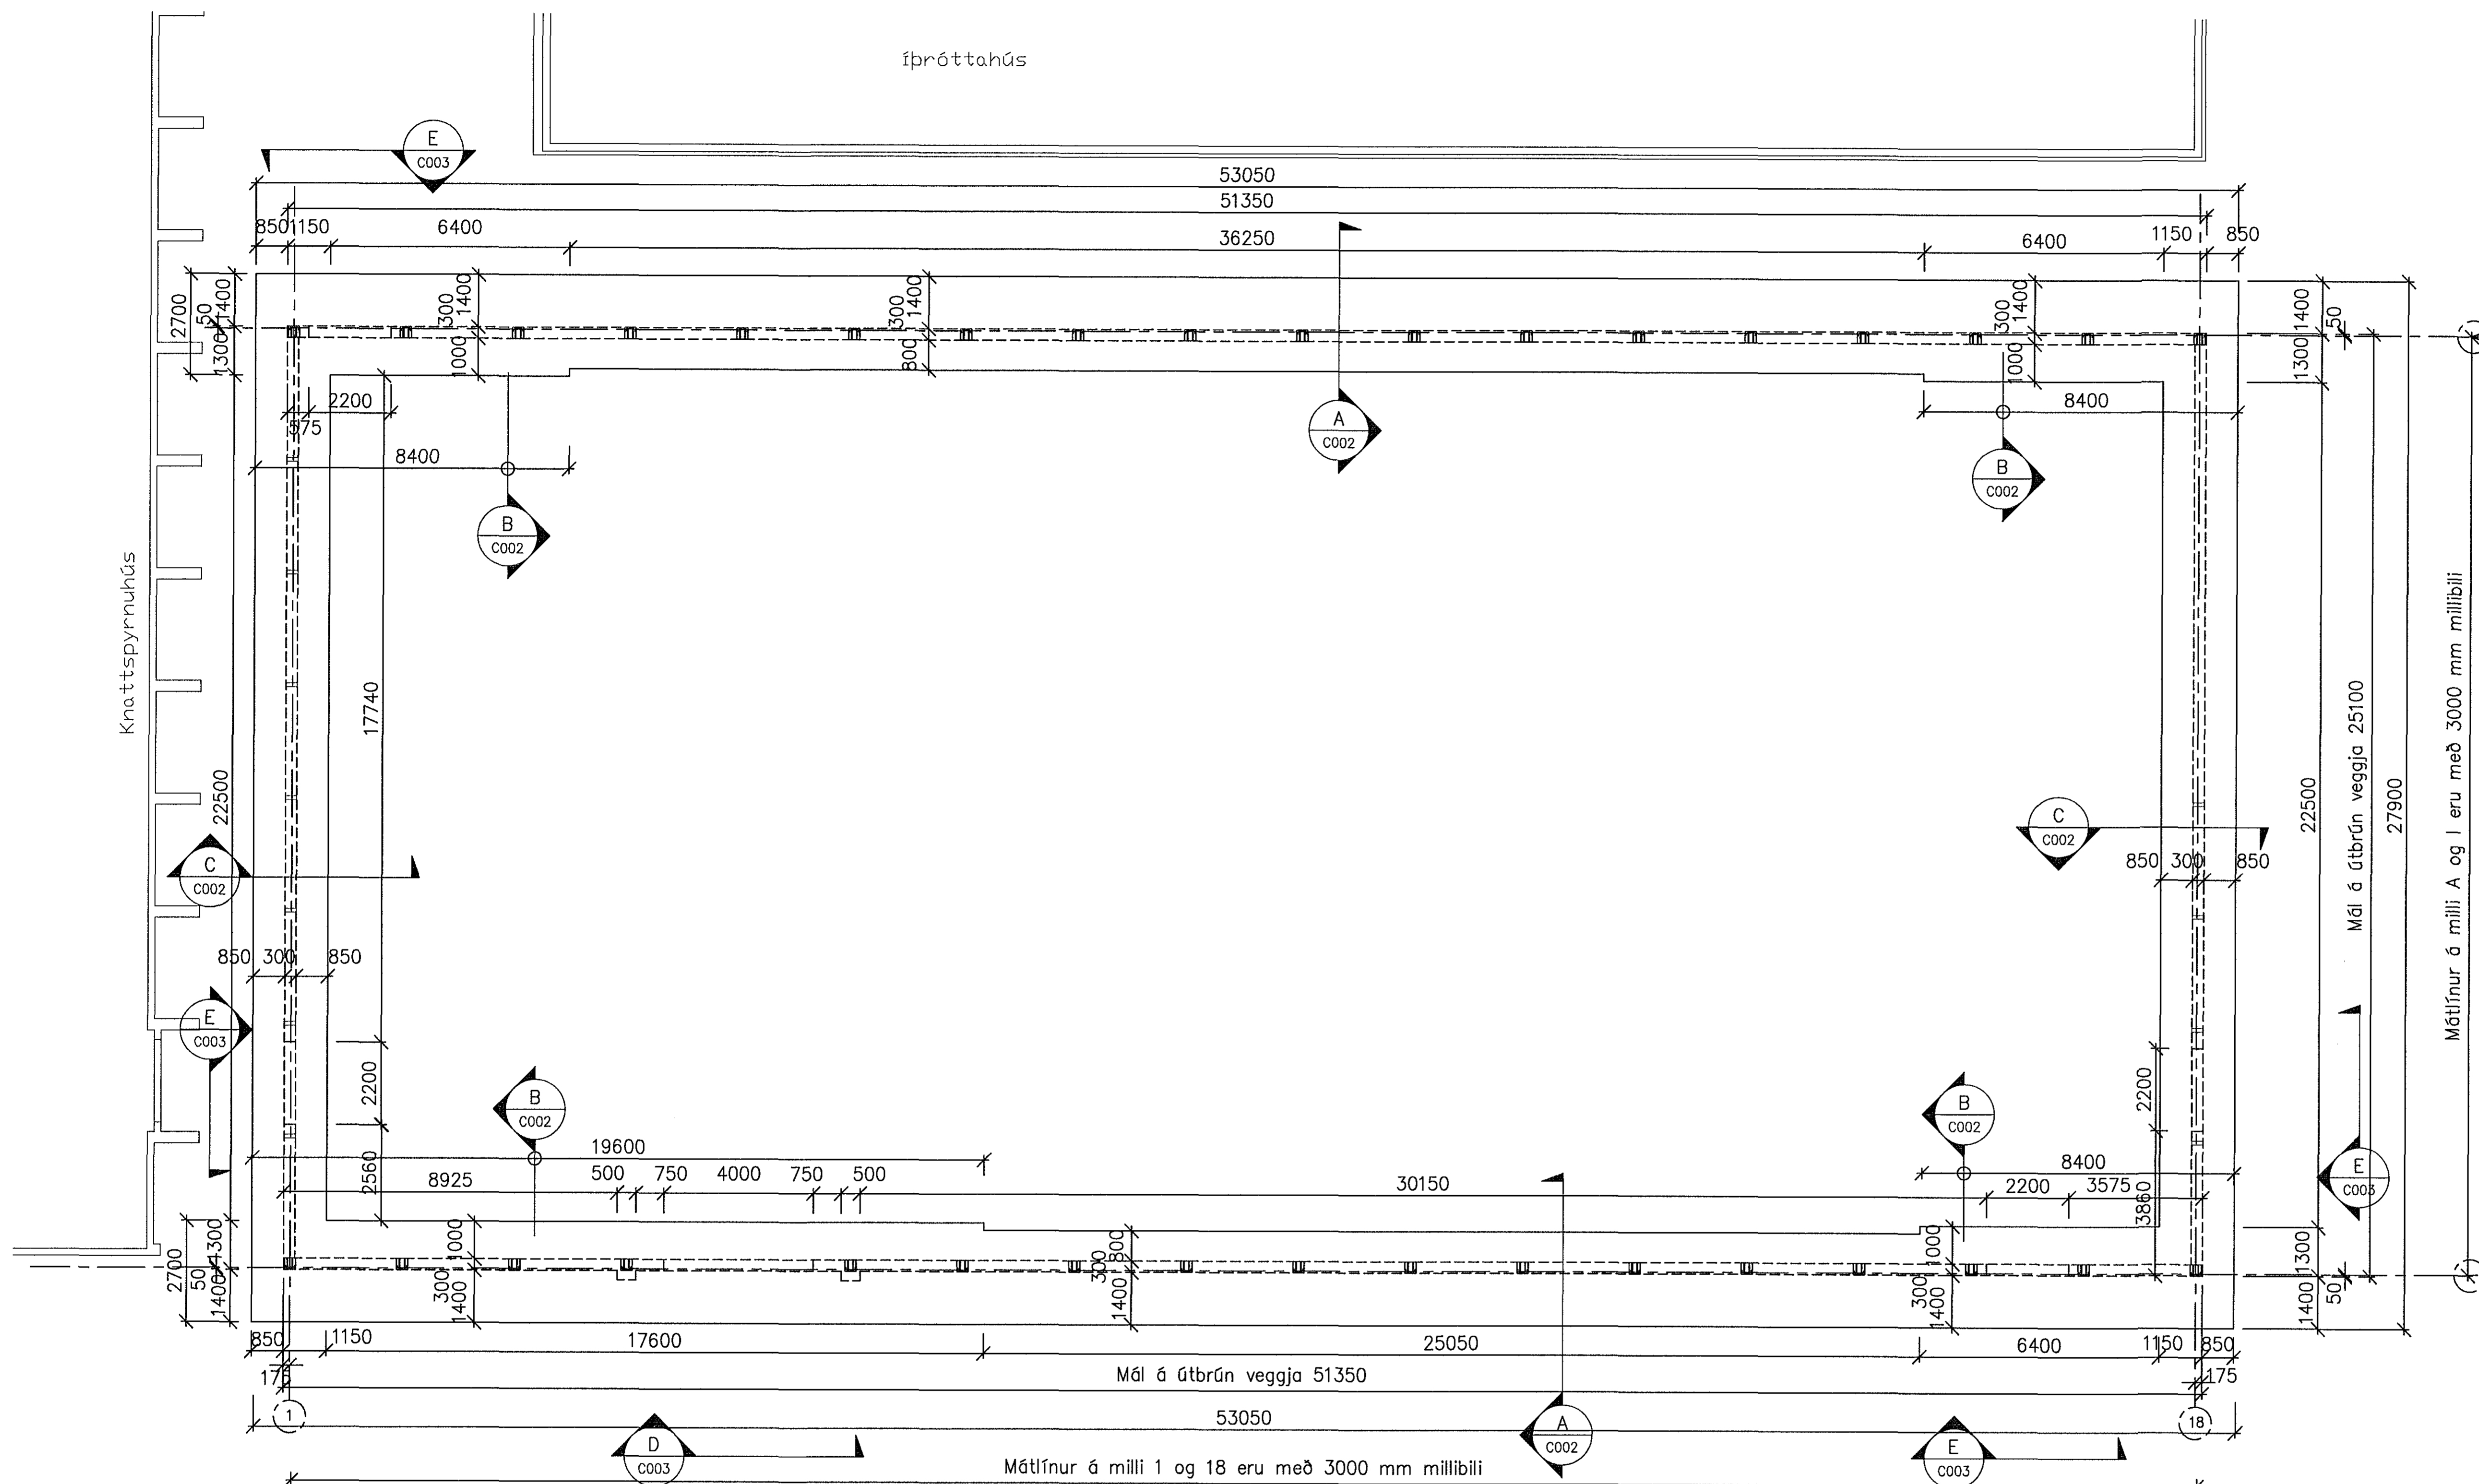 íþróttahús
E
C003
53050
51350
850 1150 6400 36250 6400 1150 850
2700 50 1400 1300
300 1400 1000
300 1400 800
300 1400 1000
1400 50 1300
2200
575
8400
A
C002
8400
B
C002
B
C002
Knattspyrnuhús
17740
22500
22500
Mál á útbrún veggja 25100
27900
Mátlínur á milli A og I eru með 3000 mm millibili
C
C002
C
C002
850 300 850
850 300 850
E
C003
2200
2560
B
C002
B
C002
2200
3860
E
C003
19600
8925 500 750 4000 750 500 30150
8400
2200 3575
2700 50 1300 1400
1000 300 1400
800 300 1400
1000 300 1400
1300 1400 50
850 1150 17600 25050 6400 1150 850
175
Mál á útbrún veggja 51350
175
1
53050
18
D
C003
A
C002
E
C003
Mátlínur á milli 1 og 18 eru með 3000 mm millibili